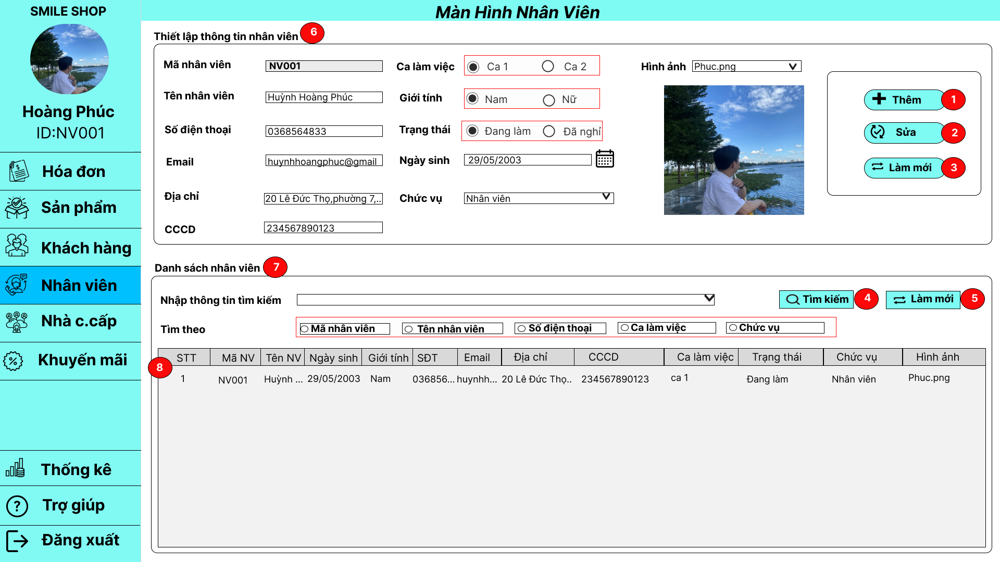 SMILE SHOP
Hoàng Phúc
ID:NV001
Hóa đơn
Sản phẩm
Khách hàng
Nhân viên
Nhà c.cấp
Khuyến mãi
Thống kê
Trợ giúp
Đăng xuất
Màn Hình Nhân Viên
Thiết lập thông tin nhân viên 6
Mã nhân viên NV001
Tên nhân viên Huỳnh Hoàng Phúc
Số điện thoại 0368564833
Email huynhhoangphuc@gmail
Địa chỉ 20 Lê Đức Thọ,phường 7,..
CCCD 234567890123
Ca làm việc Ca 1 Ca 2
Giới tính Nam Nữ
Trạng thái Đang làm Đã nghỉ
Ngày sinh 29/05/2003
Chức vụ Nhân viên
Hình ảnh Phuc.png
Thêm 1
Sửa 2
Làm mới 3
Danh sách nhân viên 7
Nhập thông tin tìm kiếm Tìm kiếm 4 Làm mới 5
Tìm theo Mã nhân viên Tên nhân viên Số điện thoại Ca làm việc Chức vụ
8
STT Mã NV Tên NV Ngày sinh Giới tính SĐT Email Địa chỉ CCCD Ca làm việc Trạng thái Chức vụ Hình ảnh
1 NV001 Huỳnh ... 29/05/2003 Nam 036856... huynhh... 20 Lê Đức Thọ.. 234567890123 ca 1 Đang làm Nhân viên Phuc.png